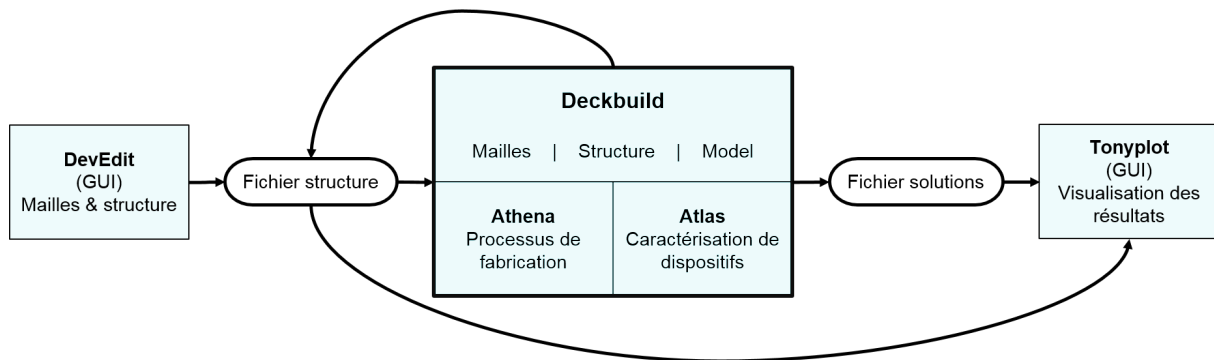 DevEdit
(GUI)
Mailles & structure
Fichier structure
Deckbuild
Mailles | Structure | Model
Athena
Processus de
fabrication
Atlas
Caractérisation de
dispositifs
Fichier solutions
Tonyplot
(GUI)
Visualisation des
résultats